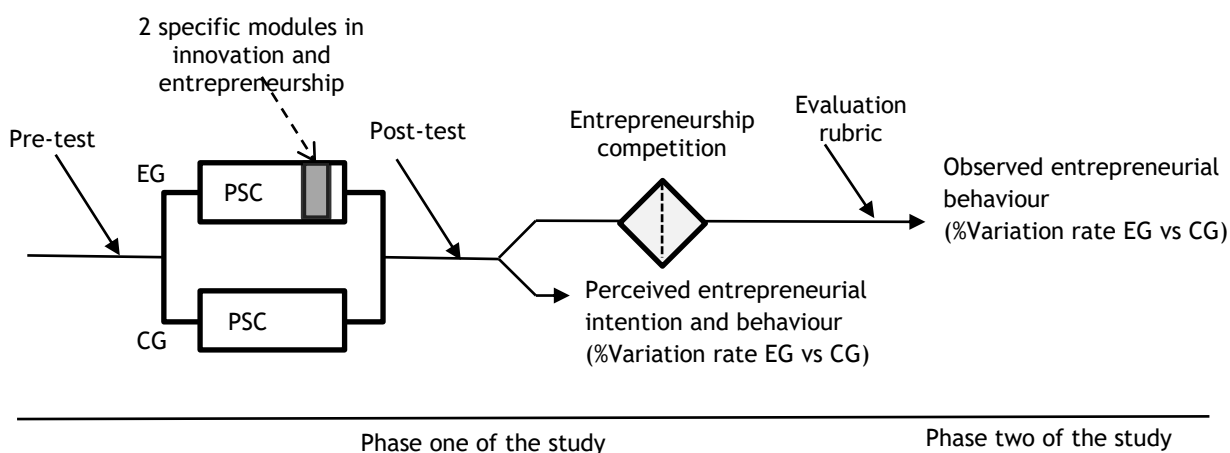 2 specific modules in
innovation and
entrepreneurship
Pre-test
EG
PSC
CG
PSC
Post-test
Entrepreneurship
competition
Evaluation
rubric
Observed entrepreneurial
behaviour
(%Variation rate EG vs CG)
Perceived entrepreneurial
intention and behaviour
(%Variation rate EG vs CG)
Phase one of the study
Phase two of the study